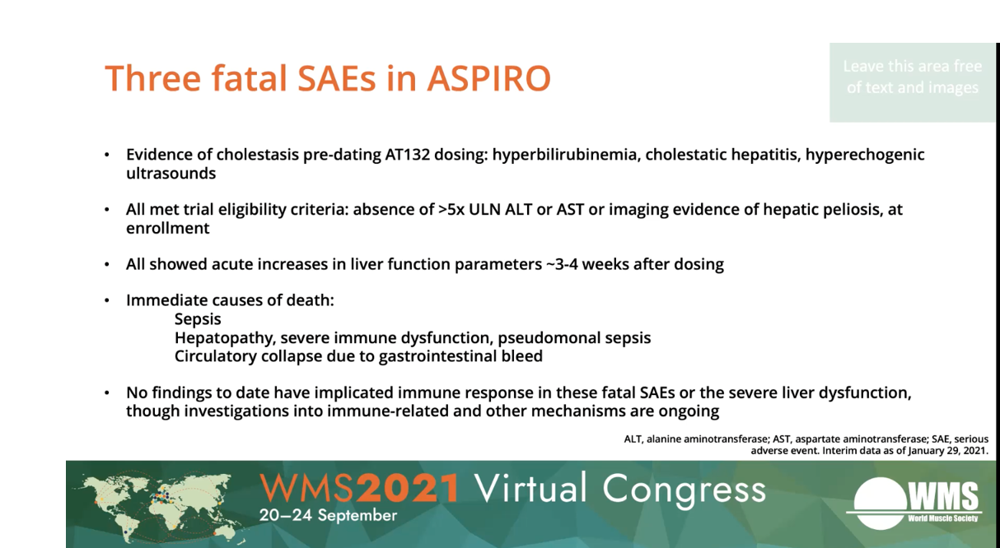 Three fatal SAEs in ASPIRO
Leave this area free
of text and images
• Evidence of cholestasis pre-dating AT132 dosing: hyperbilirubinemia, cholestatic hepatitis, hyperechogenic
ultrasounds
• All met trial eligibility criteria: absence of >5x ULN ALT or AST or imaging evidence of hepatic peliosis, at
enrollment
• All showed acute increases in liver function parameters ~3-4 weeks after dosing
• Immediate causes of death:
Sepsis
Hepatopathy, severe immune dysfunction, pseudomonal sepsis
Circulatory collapse due to gastrointestinal bleed
• No findings to date have implicated immune response in these fatal SAEs or the severe liver dysfunction,
though investigations into immune-related and other mechanisms are ongoing
ALT, alanine aminotransferase; AST, aspartate aminotransferase; SAE, serious
adverse event. Interim data as of January 29, 2021.
WMS2021 Virtual Congress
20–24 September
WMS
World Muscle Society